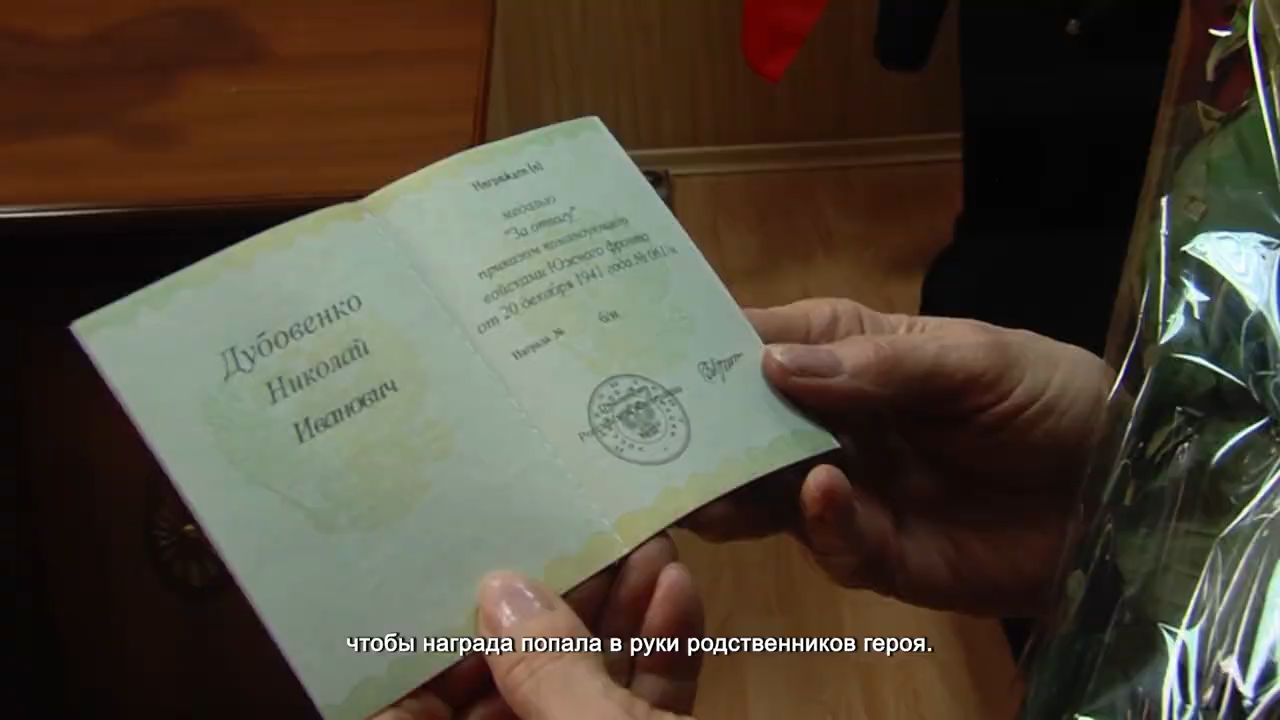 Дубовенко
Николай
Иванович
Награжден(а)
медалью
"За отвагу"
приказом командующего
войсками Южного фронта
от 20 декабря 1941 года № 061/н
Награда № б/н
чтобы награда попала в руки родственников героя.